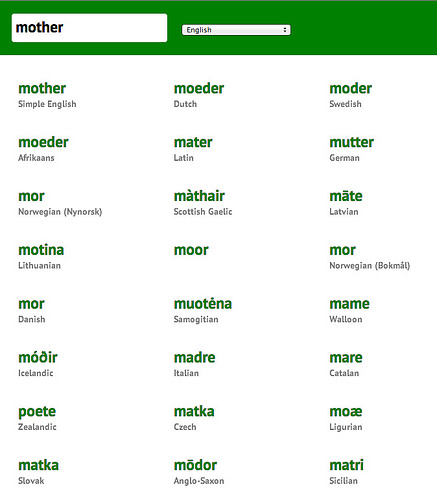 mother
English
mother
Simple English
moeder
Dutch
moder
Swedish
moeder
Afrikaans
mater
Latin
mutter
German
mor
Norwegian (Nynorsk)
màthair
Scottish Gaelic
māte
Latvian
motina
Lithuanian
moor
mor
Norwegian (Bokmål)
mor
Danish
muotėna
Samogitian
mame
Walloon
móðir
Icelandic
madre
Italian
mare
Catalan
poete
Zealandic
matka
Czech
moæ
Ligurian
matka
Slovak
mōdor
Anglo-Saxon
matri
Sicilian